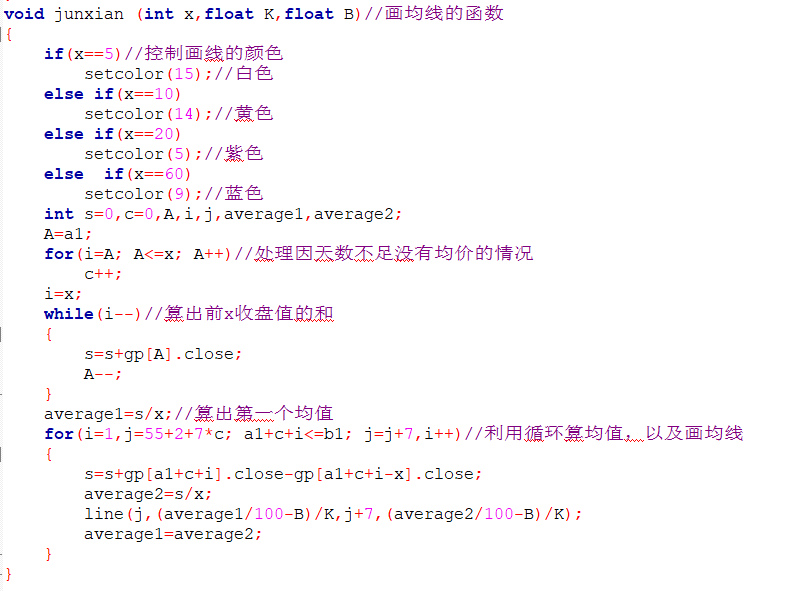 void junxian (int x,float K,float B)//画均线的函数
{
    if(x==5)//控制画线的颜色
        setcolor(15);//白色
    else if(x==10)
        setcolor(14);//黄色
    else if(x==20)
        setcolor(5);//紫色
    else  if(x==60)
        setcolor(9);//蓝色
    int s=0,c=0,A,i,j,average1,average2;
    A=a1;
    for(i=A; A<=x; A++)//处理因天数不足没有均价的情况
        c++;
    i=x;
    while(i--)//算出前x收盘值的和
    {
        s=s+gp[A].close;
        A--;
    }
    average1=s/x;//算出第一个均值
    for(i=1,j=55+2+7*c; a1+c+i<=b1; j=j+7,i++)//利用循环算均值，以及画均线
    {
        s=s+gp[a1+c+i].close-gp[a1+c+i-x].close;
        average2=s/x;
        line(j,(average1/100-B)/K,j+7,(average2/100-B)/K);
        average1=average2;
    }
}